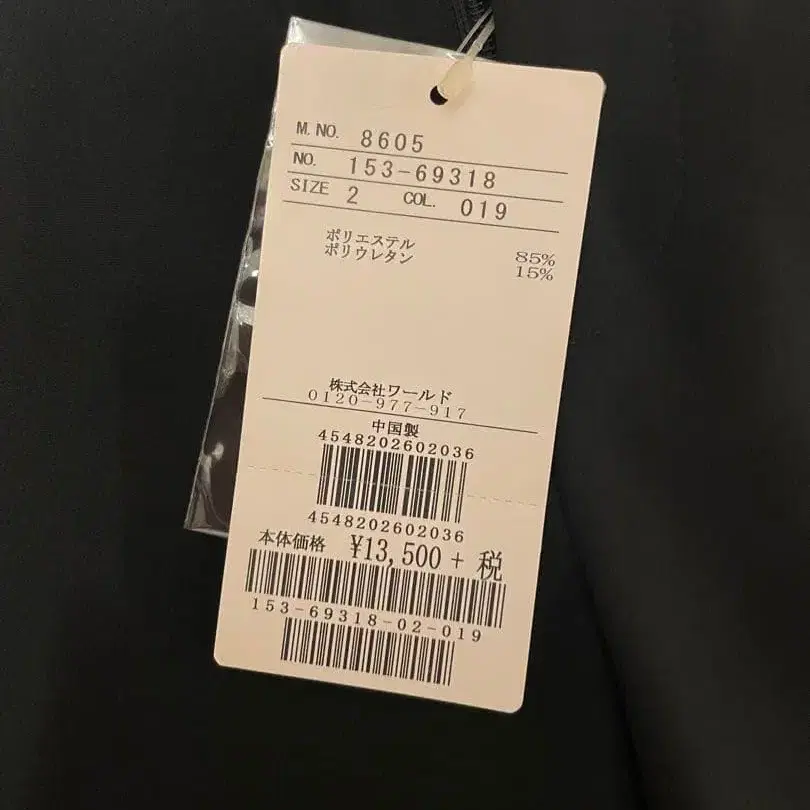 M.NO. 8605
NO. 153-69318
SIZE 2 COL. 019
ポリエステル 85%
ポリウレタン 15%
株式会社ワールド
0120-977-917
中国製
4548202602036
4548202602036
本体価格 ¥13,500 + 税
153-69318-02-019